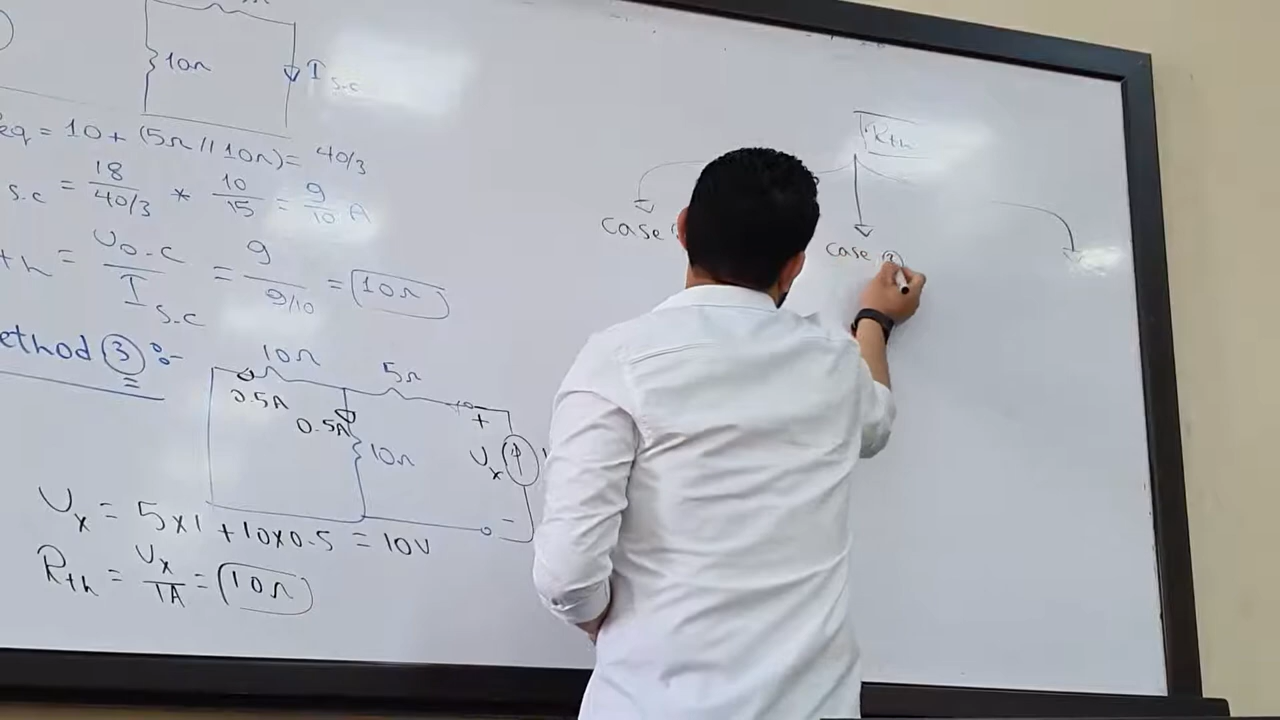 10Ω
I s.c
eq = 10 + (5Ω // 10Ω) = 40/3
s.c = 18 / 40/3 * 10/15 = 9/10 A
th = Uo.c / I s.c = 9 / 9/10 = 10Ω
ethod ③ :-
10Ω
5Ω
0.5A
0.5A
10Ω
+
Ux
-
Ux = 5x1 + 10x0.5 = 10V
Rth = Ux / 1A = 10Ω
Rth
Case
Case ②